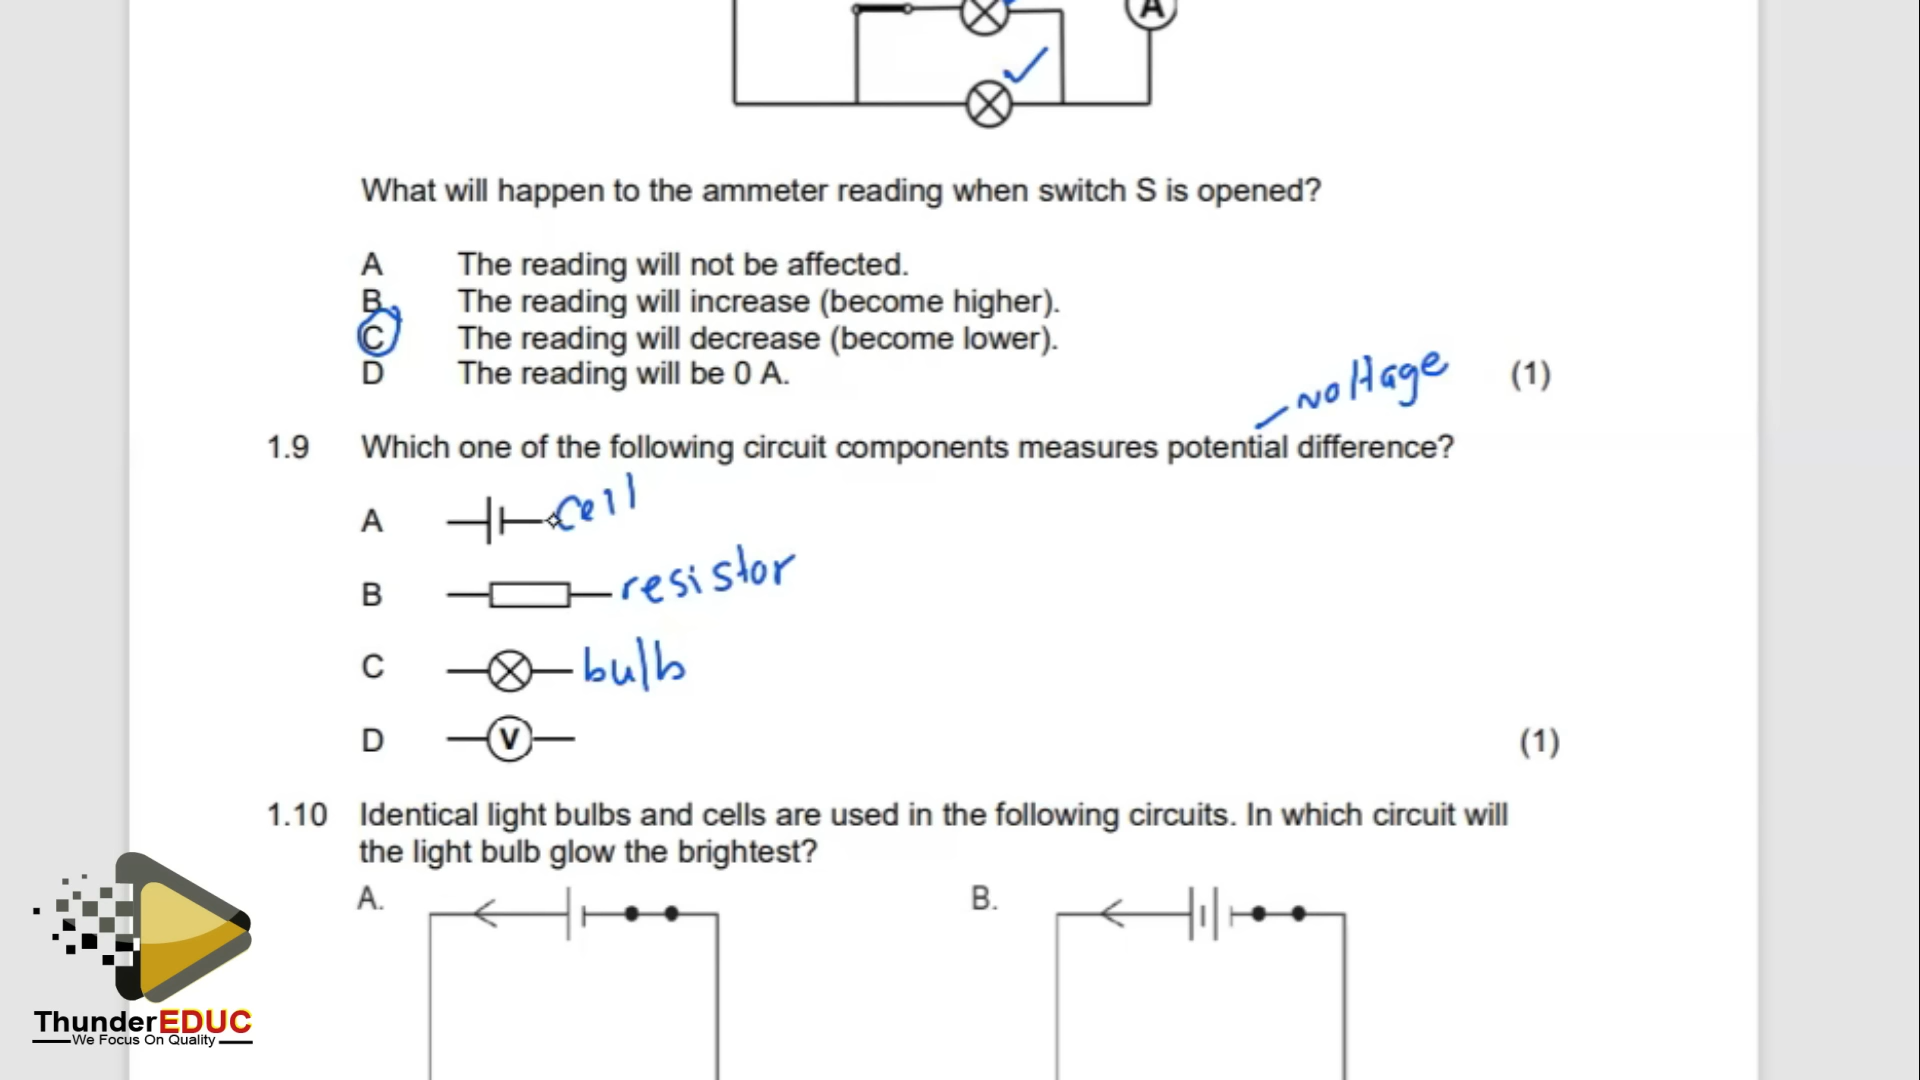 A
What will happen to the ammeter reading when switch S is opened?
A The reading will not be affected.
B The reading will increase (become higher).
C The reading will decrease (become lower).
D The reading will be 0 A. (1)
voltage
1.9 Which one of the following circuit components measures potential difference?
A cell
B resistor
C bulb
D V (1)
1.10 Identical light bulbs and cells are used in the following circuits. In which circuit will
the light bulb glow the brightest?
A. B.
ThunderEDUC
We Focus On Quality